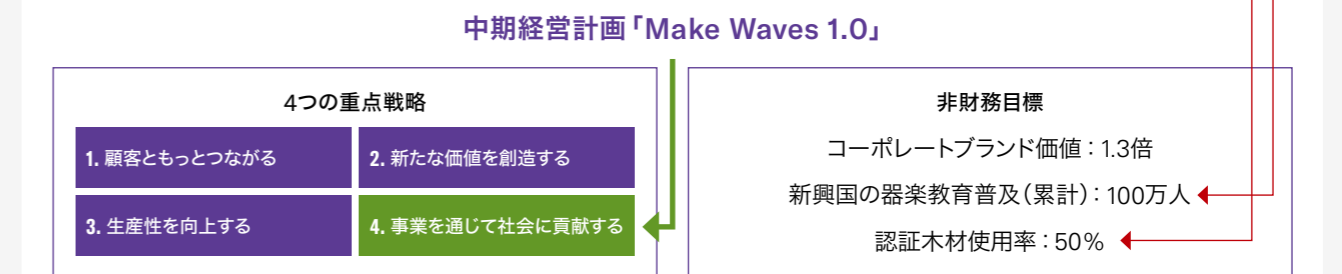 中期経営計画「Make Waves 1.0」
4つの重点戦略
1. 顧客ともっとつながる
2. 新たな価値を創造する
3. 生産性を向上する
4. 事業を通じて社会に貢献する
非財務目標
コーポレートブランド価値：1.3倍
新興国の器楽教育普及（累計）：100万人
認証木材使用率：50%